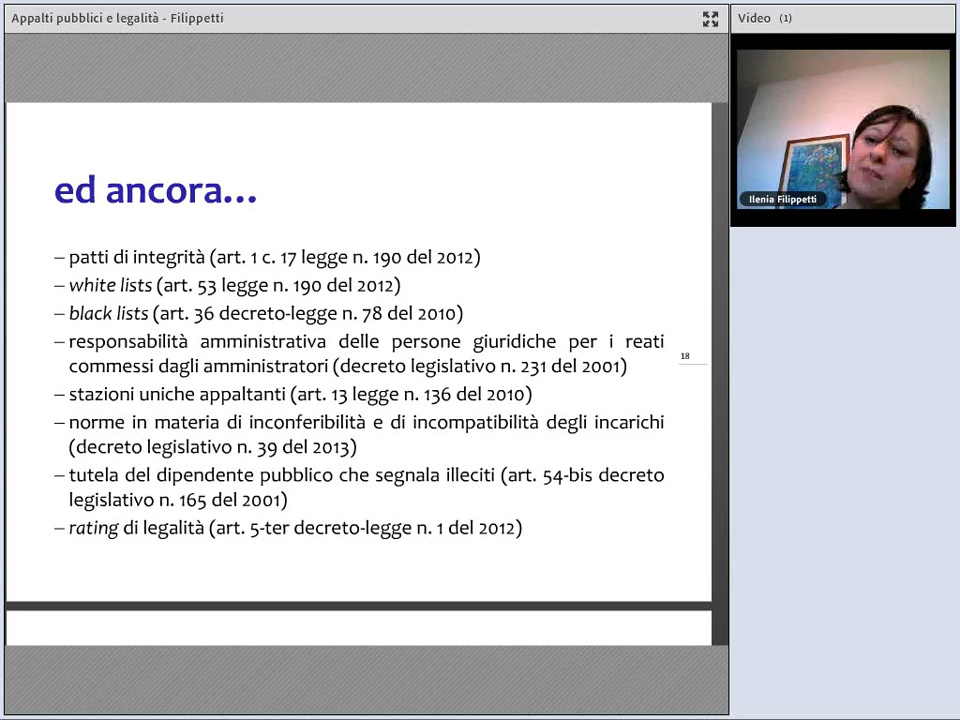 Appalti pubblici e legalità - Filippetti
Video (1)
Ilenia Filippetti
ed ancora...
– patti di integrità (art. 1 c. 17 legge n. 190 del 2012)
– white lists (art. 53 legge n. 190 del 2012)
– black lists (art. 36 decreto-legge n. 78 del 2010)
– responsabilità amministrativa delle persone giuridiche per i reati
commessi dagli amministratori (decreto legislativo n. 231 del 2001)
18
– stazioni uniche appaltanti (art. 13 legge n. 136 del 2010)
– norme in materia di inconferibilità e di incompatibilità degli incarichi
(decreto legislativo n. 39 del 2013)
– tutela del dipendente pubblico che segnala illeciti (art. 54-bis decreto
legislativo n. 165 del 2001)
– rating di legalità (art. 5-ter decreto-legge n. 1 del 2012)